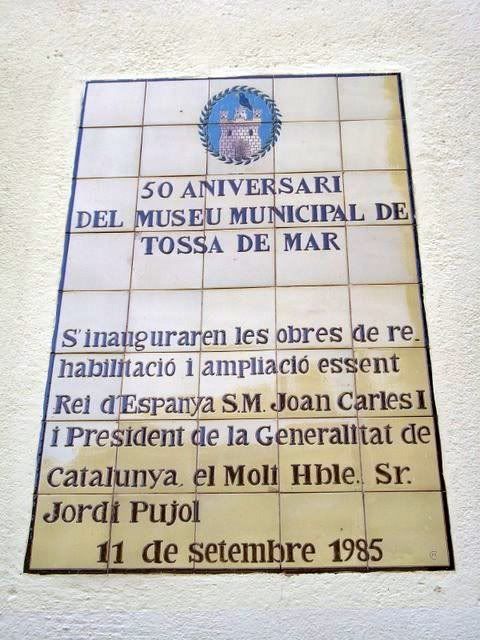 50 ANIVERSARI
DEL MUSEU MUNICIPAL DE
TOSSA DE MAR
S'inauguraren les obres de re-
habilitació i ampliació essent
Rei d'Espanya S.M. Joan Carles I
i President de la Generalitat de
Catalunya. el Molt Hble. Sr.
Jordi Pujol
11 de setembre 1985